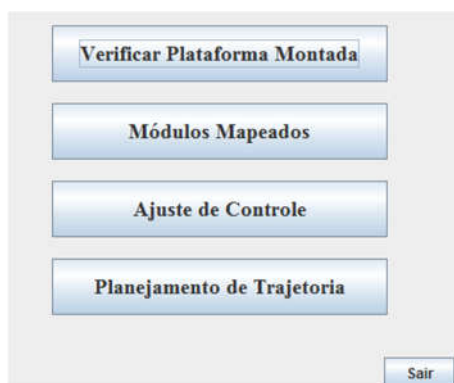 Verificar Plataforma Montada
Módulos Mapeados
Ajuste de Controle
Planejamento de Trajetoria
Sair